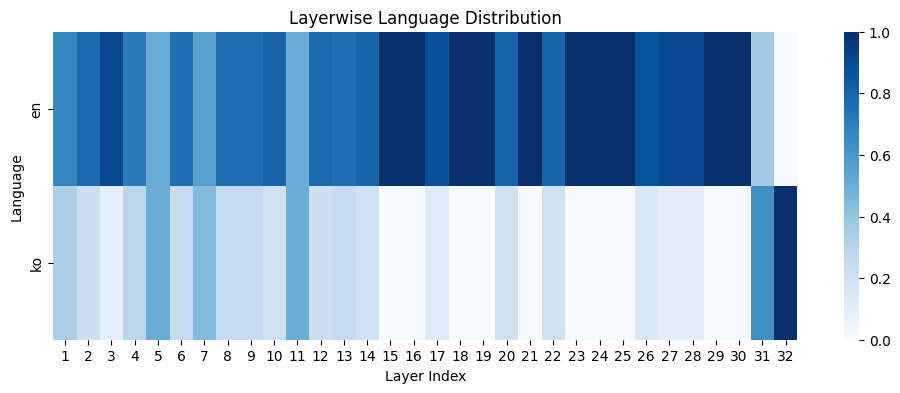 Layerwise Language Distribution
en
ko
Language
1 2 3 4 5 6 7 8 9 10 11 12 13 14 15 16 17 18 19 20 21 22 23 24 25 26 27 28 29 30 31 32
Layer Index
1.0
0.8
0.6
0.4
0.2
0.0